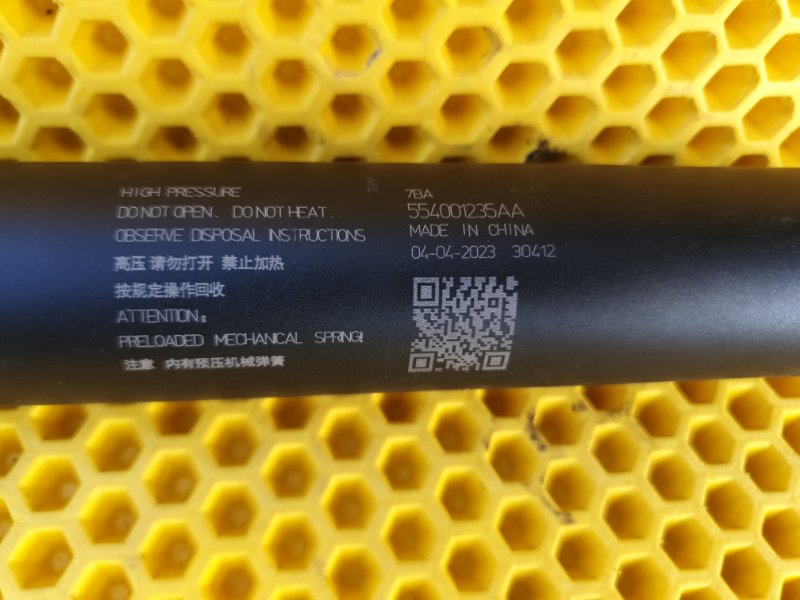 HIGH PRESSURE
DO NOT OPEN. DO NOT HEAT.
OBSERVE DISPOSAL INSTRUCTIONS
高压 请勿打开 禁止加热
按规定操作回收
ATTENTION:
PRELOADED MECHANICAL SPRING!
注意 内有预压机械弹簧
7BA
554001235AA
MADE IN CHINA
04-04-2023 30412